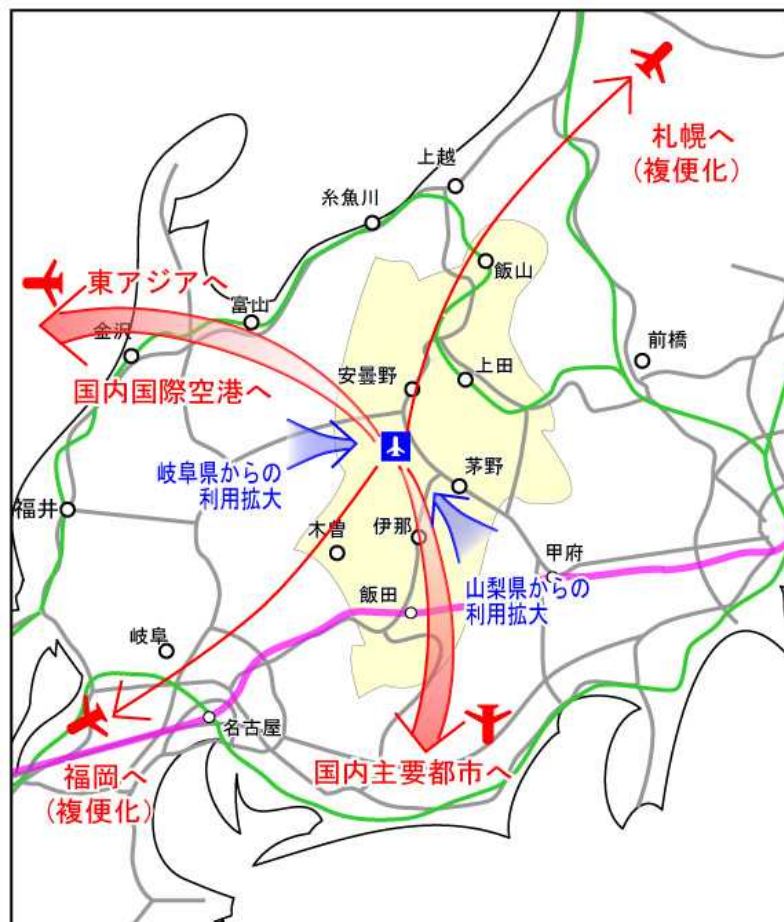 札幌へ
(複便化)
上越
糸魚川
飯山
東アジアへ
富山
金沢
前橋
上田
安曇野
国内国際空港へ
岐阜県からの
利用拡大
茅野
福井
木曽
伊那
甲府
飯田
山梨県からの
利用拡大
岐阜
名古屋
国内主要都市へ
福岡へ
(複便化)